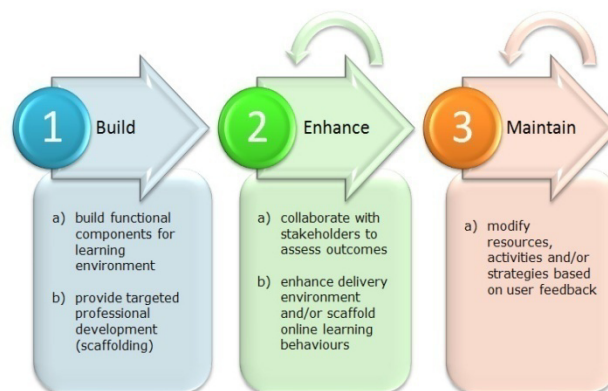 1 Build
a) build functional
components for
learning
environment
b) provide targeted
professional
development
(scaffolding)
2 Enhance
a) collaborate with
stakeholders to
assess outcomes
b) enhance delivery
environment
and/or scaffold
online learning
behaviours
3 Maintain
a) modify
resources,
activities and/or
strategies based
on user feedback